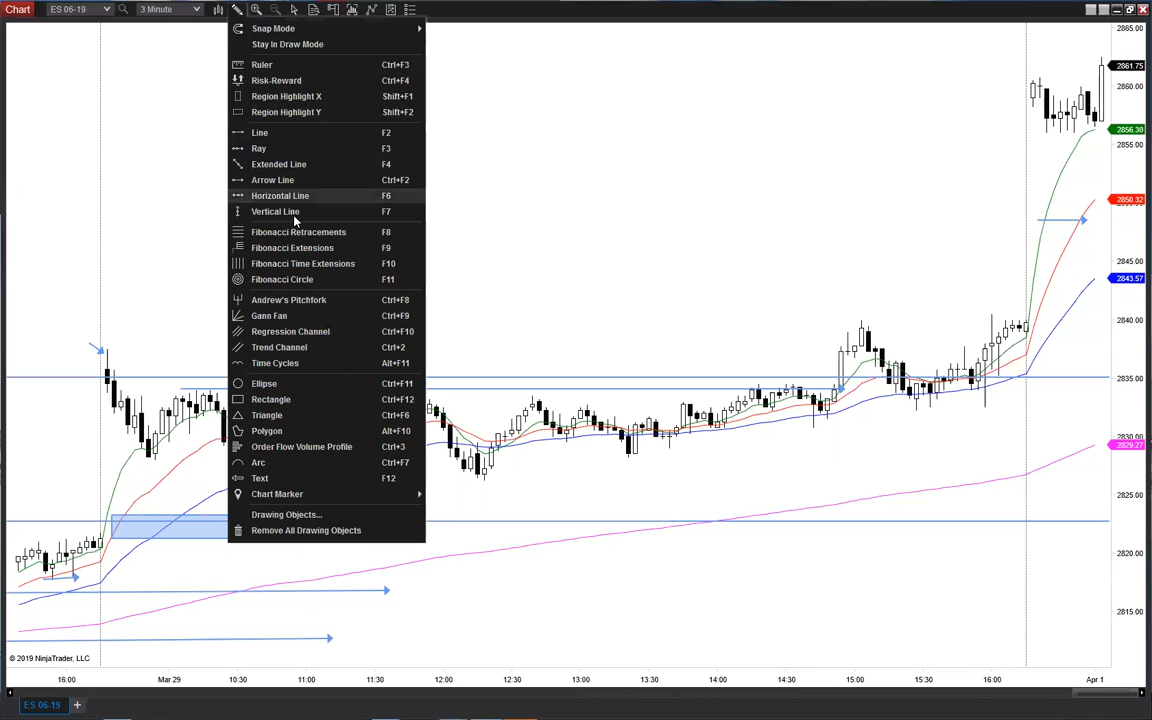 Chart ES 06-19 3 Minute
Snap Mode
Stay In Draw Mode
Ruler Ctrl+F3
Risk-Reward Ctrl+F4
Region Highlight X Shift+F1
Region Highlight Y Shift+F2
Line F2
Ray F3
Extended Line F4
Arrow Line Ctrl+F2
Horizontal Line F6
Vertical Line F7
Fibonacci Retracements F8
Fibonacci Extensions F9
Fibonacci Time Extensions F10
Fibonacci Circle F11
Andrew's Pitchfork Ctrl+F8
Gann Fan Ctrl+F9
Regression Channel Ctrl+F10
Trend Channel Ctrl+2
Time Cycles Alt+F11
Ellipse Ctrl+F11
Rectangle Ctrl+F12
Triangle Ctrl+F6
Polygon Alt+F10
Order Flow Volume Profile Ctrl+3
Arc Ctrl+F7
Text F12
Chart Marker
Drawing Objects...
Remove All Drawing Objects
2865.00
2861.75
2860.00
2856.30
2855.00
2850.32
2845.00
2843.57
2840.00
2835.00
2830.00
2829.27
2825.00
2820.00
2815.00
© 2019 NinjaTrader, LLC
16:00 Mar 29 10:30 11:00 11:30 12:00 12:30 13:00 13:30 14:00 14:30 15:00 15:30 16:00 Apr 1
ES 06-19 +